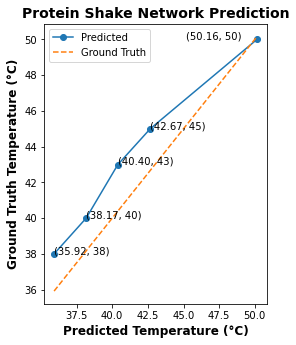 Protein Shake Network Prediction
Predicted
Ground Truth
(50.16, 50)
(42.67, 45)
(40.40, 43)
(38.17, 40)
(35.92, 38)
Ground Truth Temperature (°C)
50
48
46
44
42
40
38
36
37.5 40.0 42.5 45.0 47.5 50.0
Predicted Temperature (°C)